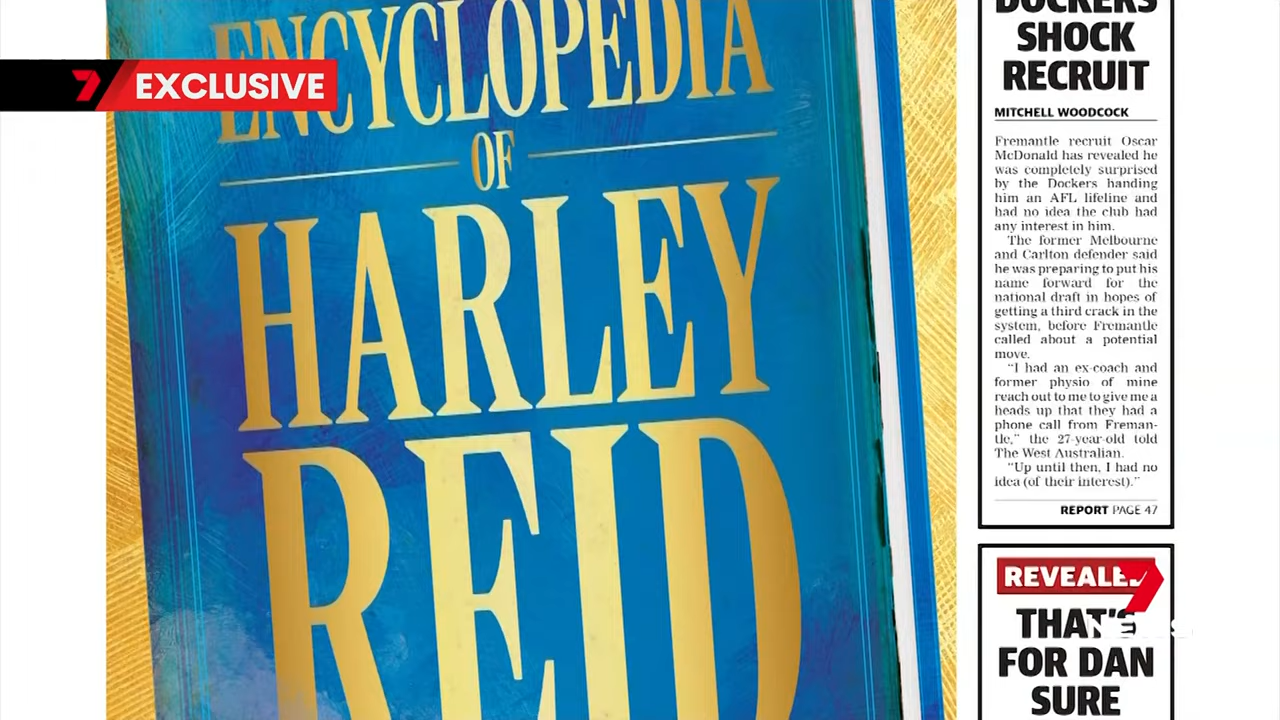 7 EXCLUSIVE
ENCYCLOPEDIA
OF
HARLEY
REID
DOCKERS
SHOCK
RECRUIT
MITCHELL WOODCOCK
Fremantle recruit Oscar
McDonald has revealed he
was completely surprised
by the Dockers handing
him an AFL lifeline and
had no idea the club had
any interest in him.
The former Melbourne
and Carlton defender said
he was preparing to put his
name forward for the
national draft in hopes of
getting a third crack in the
system, before Fremantle
called about a potential
move.
“I had an ex-coach and
former physio of mine
reach out to me to give me a
heads up that they had a
phone call from Freman-
tle,” the 27-year-old told
The West Australian.
“Up until then, I had no
idea (of their interest).”
REPORT PAGE 47
REVEALED
7
NEWS
THAT'S
FOR DAN
SURE